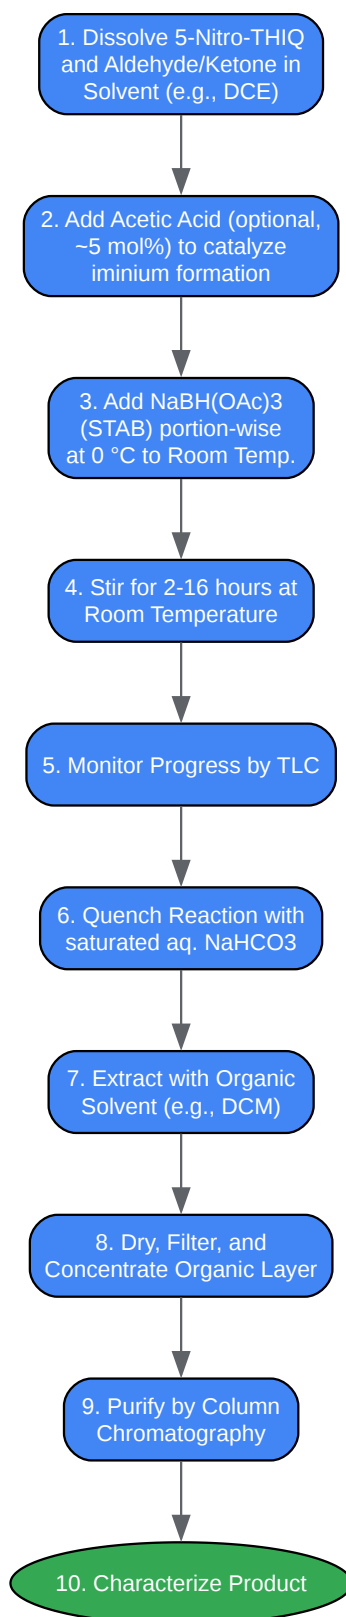 1. Dissolve 5-Nitro-THIQ
and Aldehyde/Ketone in
Solvent (e.g., DCE)
2. Add Acetic Acid (optional,
~5 mol%) to catalyze
iminium formation
3. Add NaBH(OAc)3
(STAB) portion-wise
at 0 °C to Room Temp.
4. Stir for 2-16 hours at
Room Temperature
5. Monitor Progress by TLC
6. Quench Reaction with
saturated aq. NaHCO3
7. Extract with Organic
Solvent (e.g., DCM)
8. Dry, Filter, and
Concentrate Organic Layer
9. Purify by Column
Chromatography
10. Characterize Product